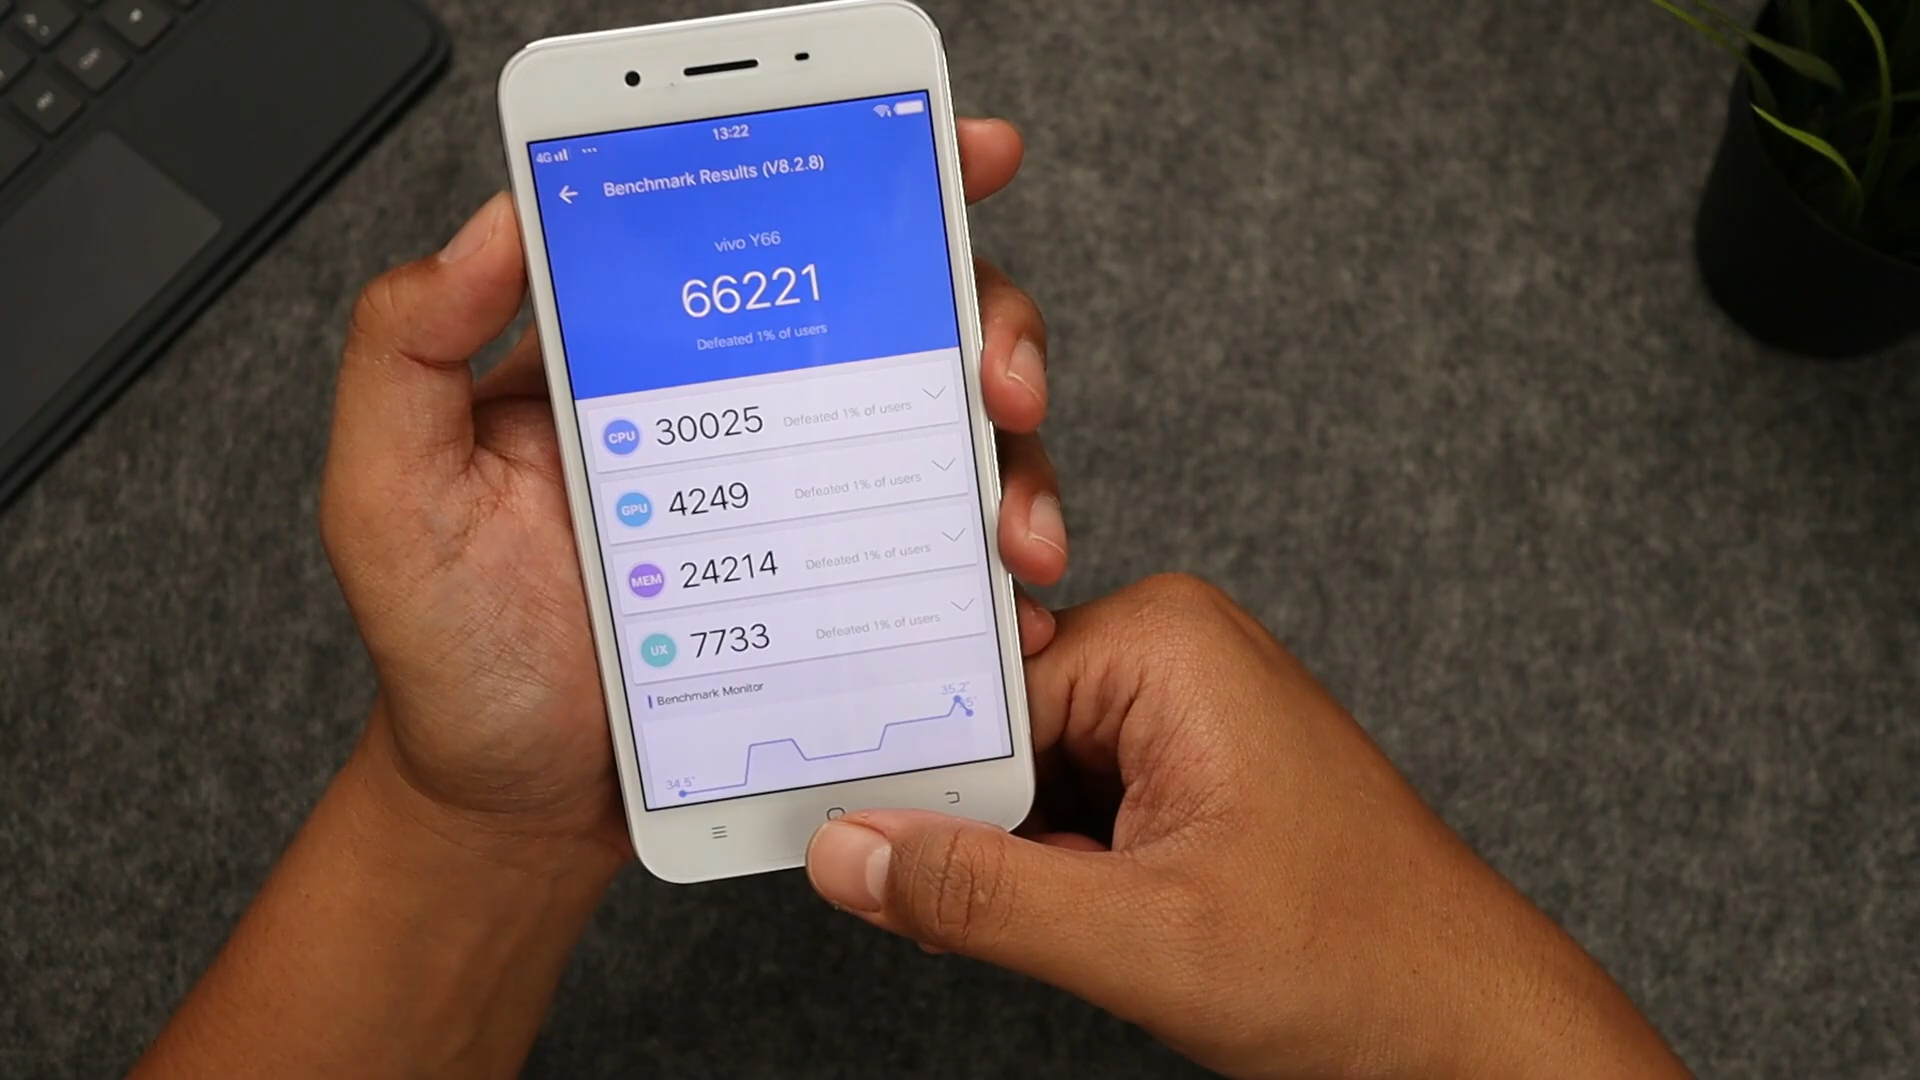 13:22
4G
Benchmark Results (V8.2.8)
vivo Y66
66221
Defeated 1% of users
CPU 30025 Defeated 1% of users
GPU 4249 Defeated 1% of users
MEM 24214 Defeated 1% of users
UX 7733 Defeated 1% of users
Benchmark Monitor
35.2°
34.5°